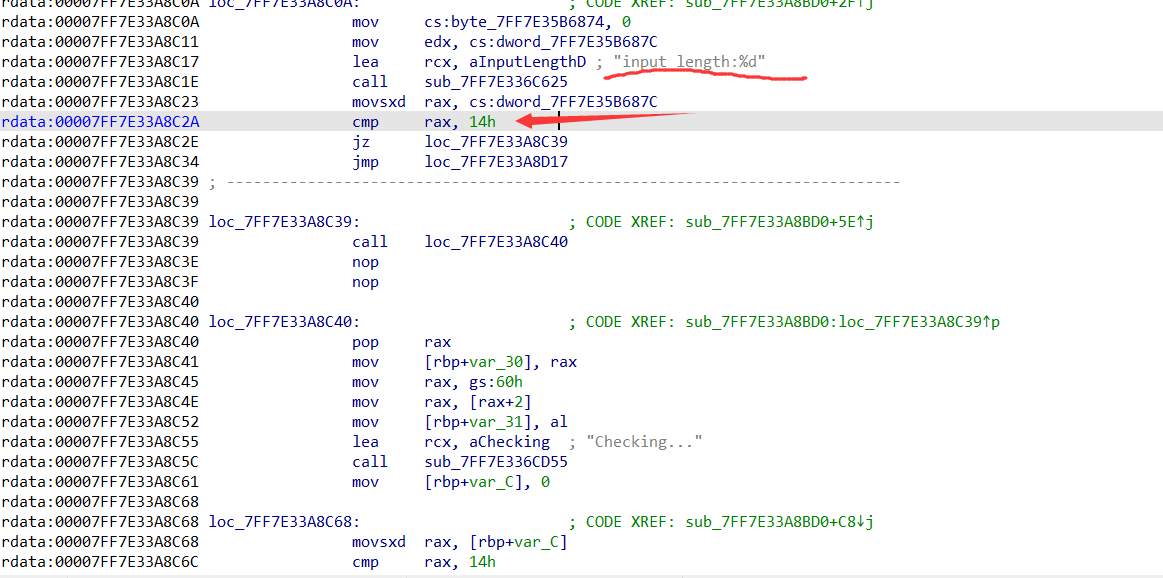 rdata:00007FF7E33A8C0A loc_7FF7E33A8C0A: ; CODE XREF: sub_7FF7E33A8BD0+2F↑j
rdata:00007FF7E33A8C0A mov cs:byte_7FF7E35B6874, 0
rdata:00007FF7E33A8C11 mov edx, cs:dword_7FF7E35B687C
rdata:00007FF7E33A8C17 lea rcx, aInputLengthD ; "input length:%d"
rdata:00007FF7E33A8C1E call sub_7FF7E336C625
rdata:00007FF7E33A8C23 movsxd rax, cs:dword_7FF7E35B687C
rdata:00007FF7E33A8C2A cmp rax, 14h
rdata:00007FF7E33A8C2E jz loc_7FF7E33A8C39
rdata:00007FF7E33A8C34 jmp loc_7FF7E33A8D17
rdata:00007FF7E33A8C39 ; ---------------------------------------------------------------------------
rdata:00007FF7E33A8C39
rdata:00007FF7E33A8C39 loc_7FF7E33A8C39: ; CODE XREF: sub_7FF7E33A8BD0+5E↑j
rdata:00007FF7E33A8C39 call loc_7FF7E33A8C40
rdata:00007FF7E33A8C3E nop
rdata:00007FF7E33A8C3F nop
rdata:00007FF7E33A8C40
rdata:00007FF7E33A8C40 loc_7FF7E33A8C40: ; CODE XREF: sub_7FF7E33A8BD0:loc_7FF7E33A8C39↑p
rdata:00007FF7E33A8C40 pop rax
rdata:00007FF7E33A8C41 mov [rbp+var_30], rax
rdata:00007FF7E33A8C45 mov rax, gs:60h
rdata:00007FF7E33A8C4E mov rax, [rax+2]
rdata:00007FF7E33A8C52 mov [rbp+var_31], al
rdata:00007FF7E33A8C55 lea rcx, aChecking ; "Checking..."
rdata:00007FF7E33A8C5C call sub_7FF7E336CD55
rdata:00007FF7E33A8C61 mov [rbp+var_C], 0
rdata:00007FF7E33A8C68
rdata:00007FF7E33A8C68 loc_7FF7E33A8C68: ; CODE XREF: sub_7FF7E33A8BD0+C8↓j
rdata:00007FF7E33A8C68 movsxd rax, [rbp+var_C]
rdata:00007FF7E33A8C6C cmp rax, 14h